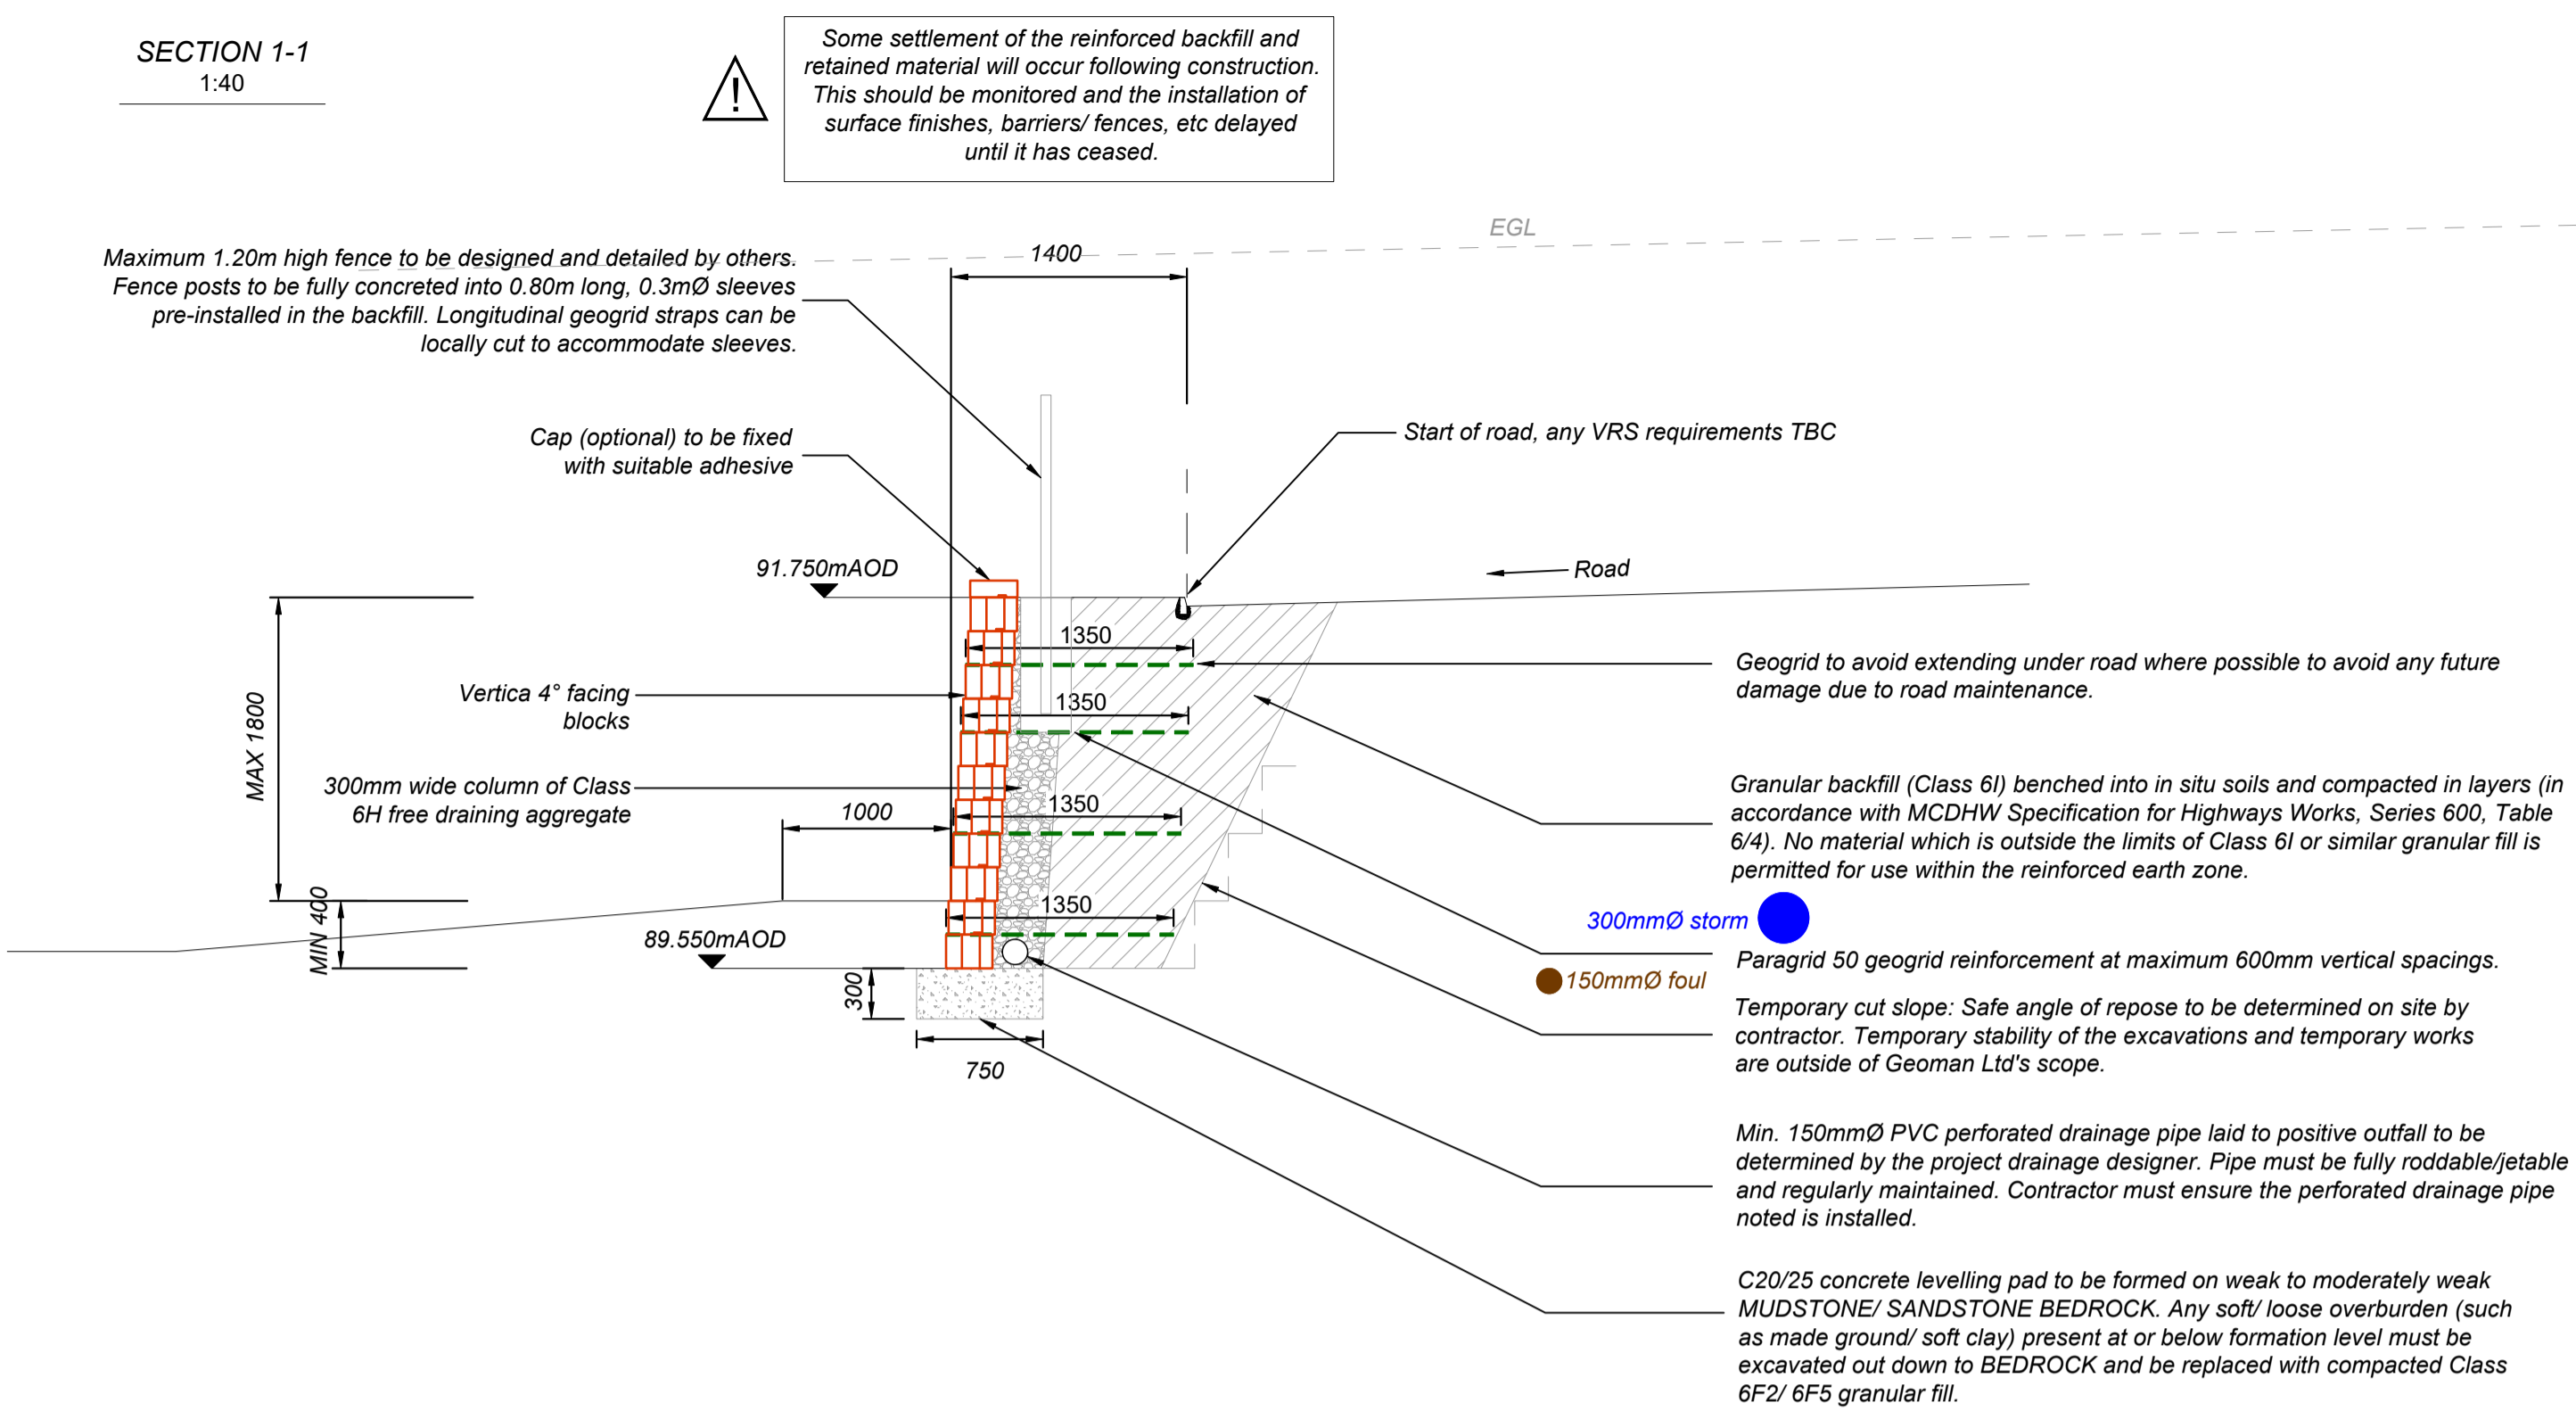 SECTION 1-1
1:40
!
Some settlement of the reinforced backfill and
retained material will occur following construction.
This should be monitored and the installation of
surface finishes, barriers/ fences, etc delayed
until it has ceased.
EGL
Maximum 1.20m high fence to be designed and detailed by others.
Fence posts to be fully concreted into 0.80m long, 0.3mØ sleeves
pre-installed in the backfill. Longitudinal geogrid straps can be
locally cut to accommodate sleeves.
1400
Cap (optional) to be fixed
with suitable adhesive
Start of road, any VRS requirements TBC
91.750mAOD
Road
1350
Vertica 4° facing
blocks
1350
MAX 1800
300mm wide column of Class
6H free draining aggregate
1000
1350
1350
MIN 400
89.550mAOD
300
750
Geogrid to avoid extending under road where possible to avoid any future
damage due to road maintenance.
Granular backfill (Class 6I) benched into in situ soils and compacted in layers (in
accordance with MCDHW Specification for Highways Works, Series 600, Table
6/4). No material which is outside the limits of Class 6I or similar granular fill is
permitted for use within the reinforced earth zone.
300mmØ storm
Paragrid 50 geogrid reinforcement at maximum 600mm vertical spacings.
150mmØ foul
Temporary cut slope: Safe angle of repose to be determined on site by
contractor. Temporary stability of the excavations and temporary works
are outside of Geoman Ltd's scope.
Min. 150mmØ PVC perforated drainage pipe laid to positive outfall to be
determined by the project drainage designer. Pipe must be fully roddable/jetable
and regularly maintained. Contractor must ensure the perforated drainage pipe
noted is installed.
C20/25 concrete levelling pad to be formed on weak to moderately weak
MUDSTONE/ SANDSTONE BEDROCK. Any soft/ loose overburden (such
as made ground/ soft clay) present at or below formation level must be
excavated out down to BEDROCK and be replaced with compacted Class
6F2/ 6F5 granular fill.